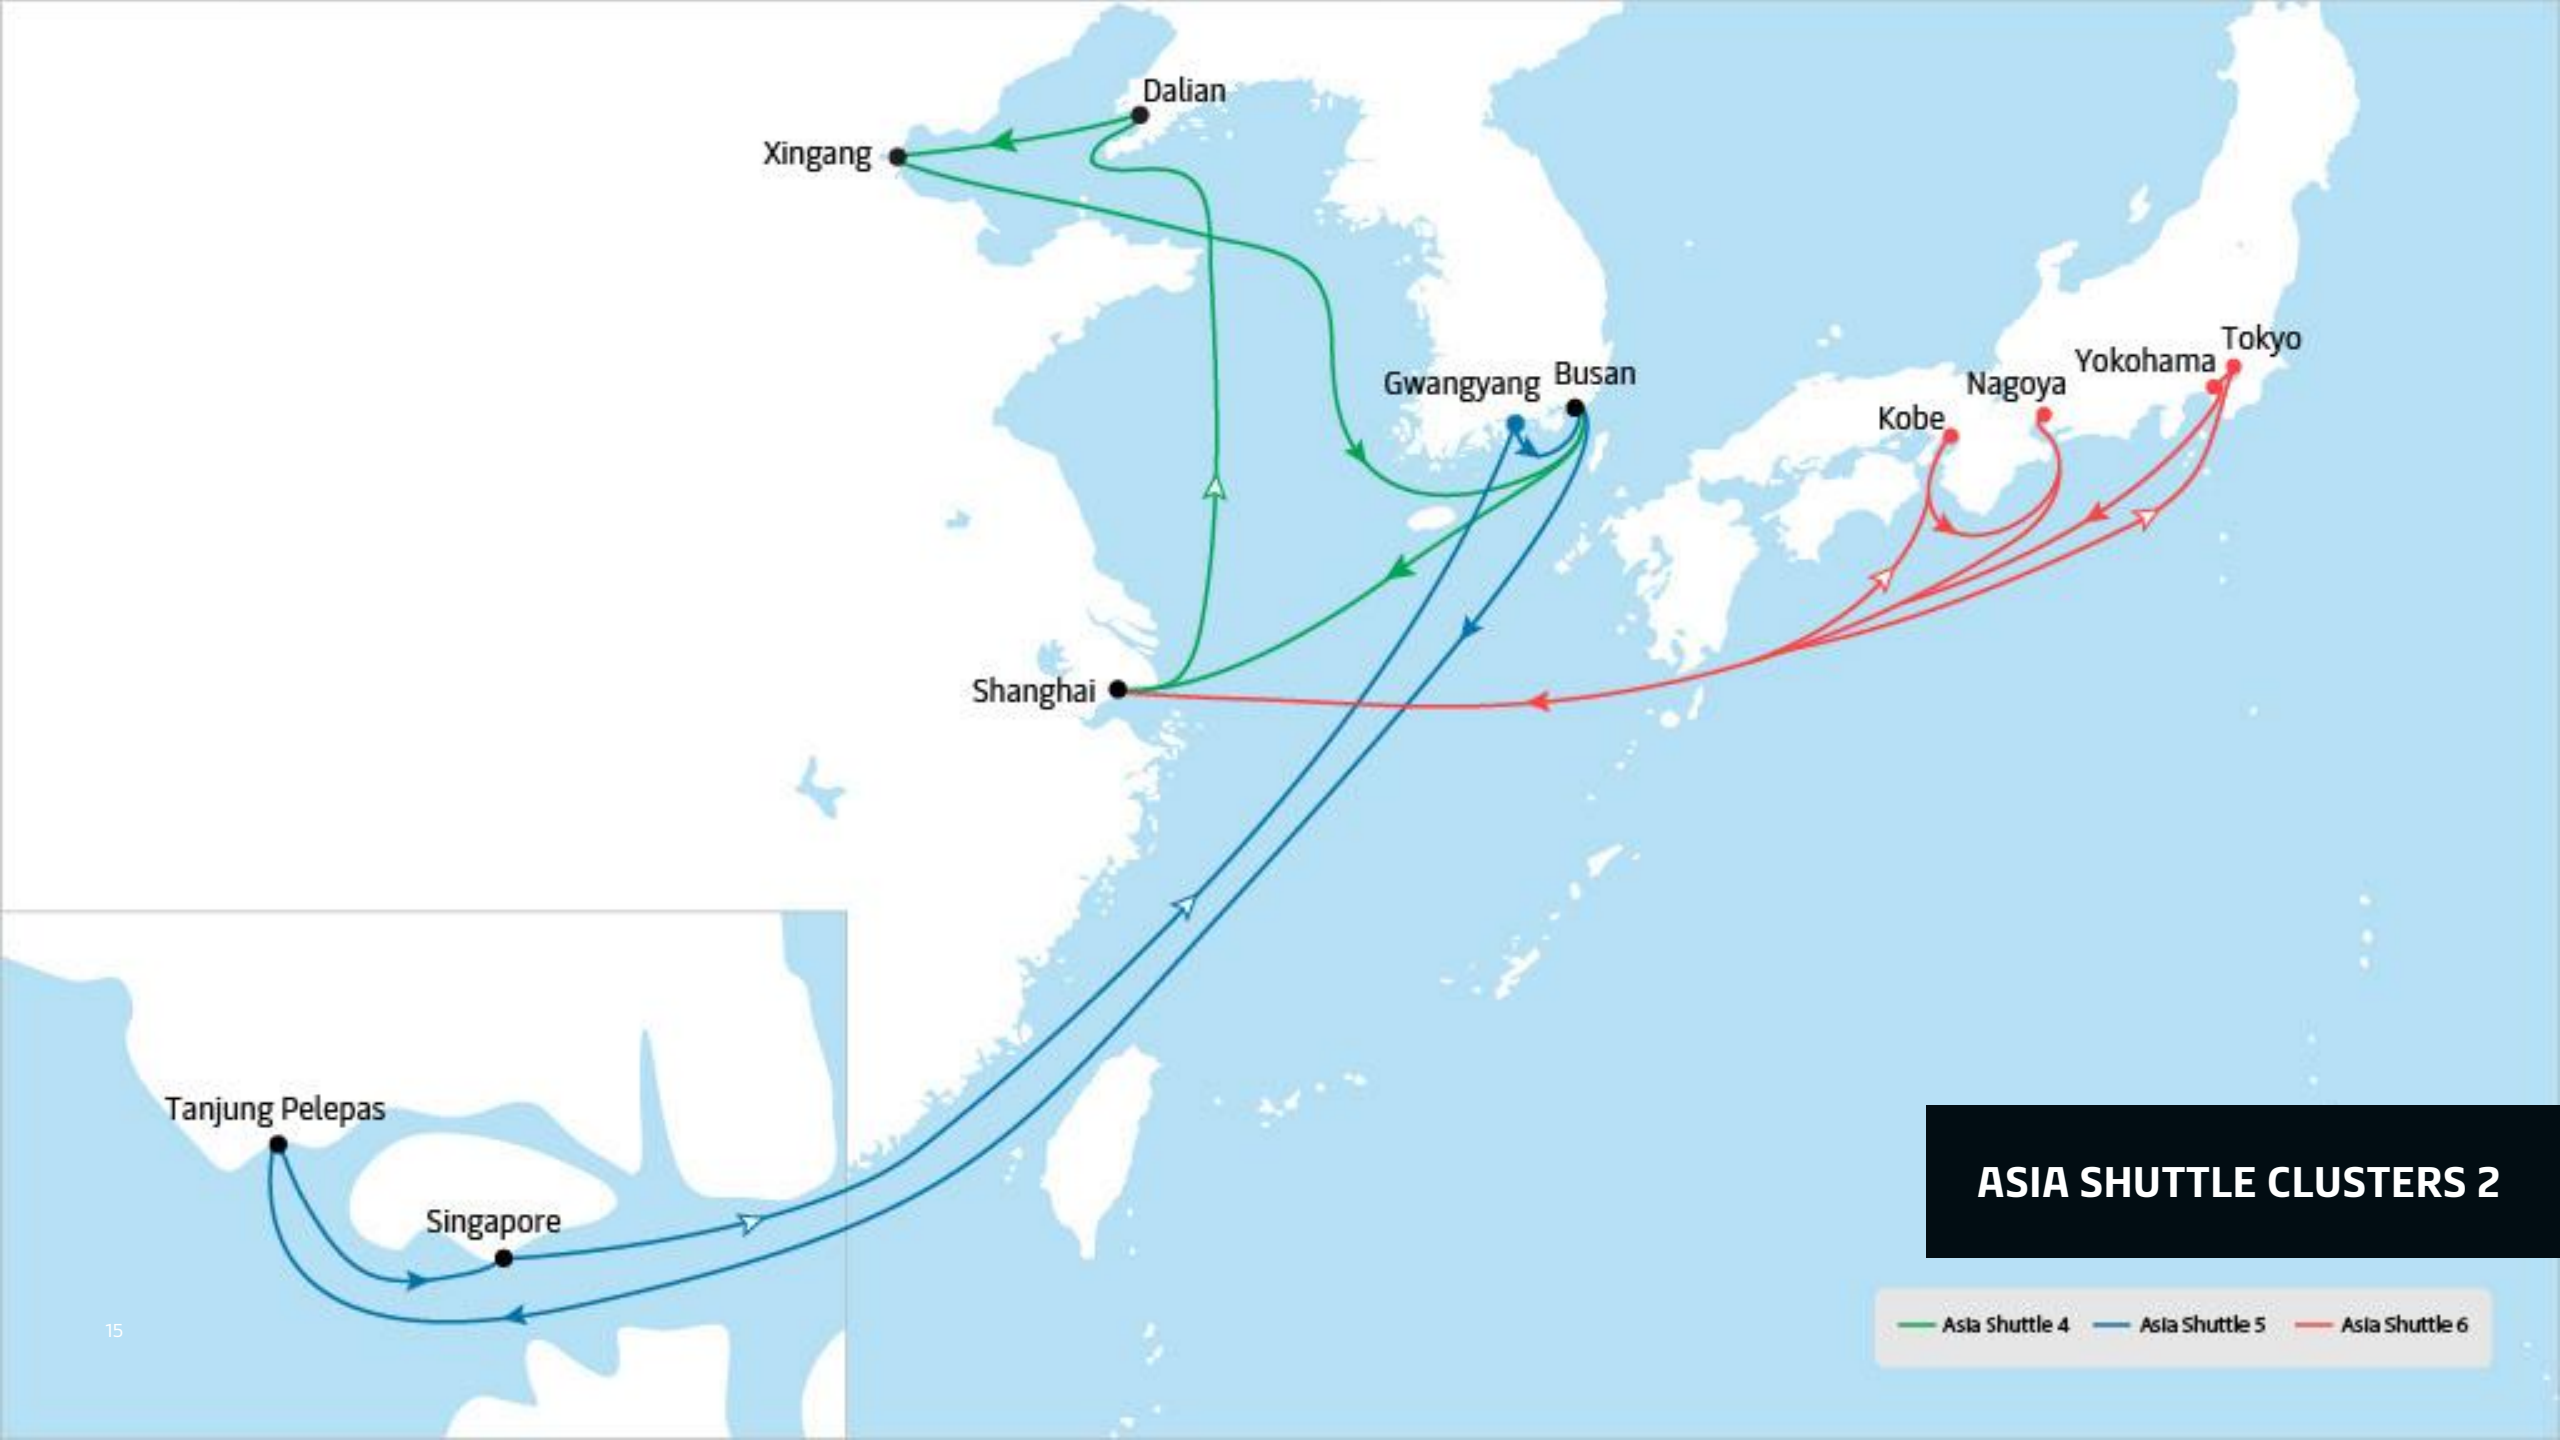 Dalian
Xingang
Tokyo
Yokohama
Busan
Gwangyang
Nagoya
Kobe
Shanghai
Tanjung Pelepas
Singapore
ASIA SHUTTLE CLUSTERS 2
Asia Shuttle 4
Asia Shuttle 5
Asia Shuttle 6
15